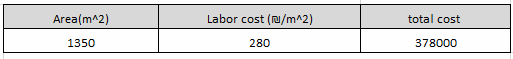 Area(m^2) Labor cost (₪/m^2) total cost
1350 280 378000